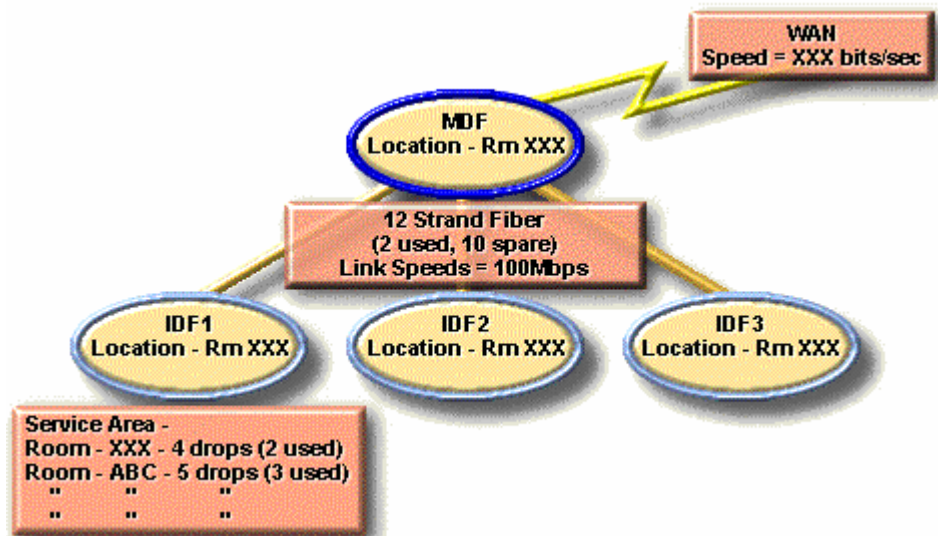 WAN
Speed = XXX bits/sec
MDF
Location - Rm XXX
12 Strand Fiber
(2 used, 10 spare)
Link Speeds = 100Mbps
IDF1
Location - Rm XXX
IDF2
Location - Rm XXX
IDF3
Location - Rm XXX
Service Area -
Room - XXX - 4 drops (2 used)
Room - ABC - 5 drops (3 used)
" " "
" " "